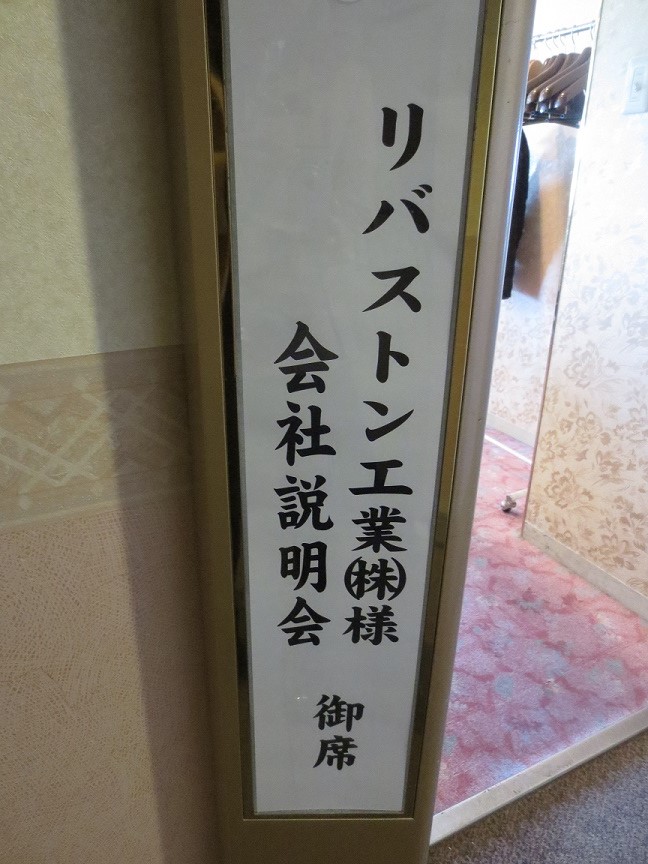 リバストン工業㈱様
会社説明会
御席